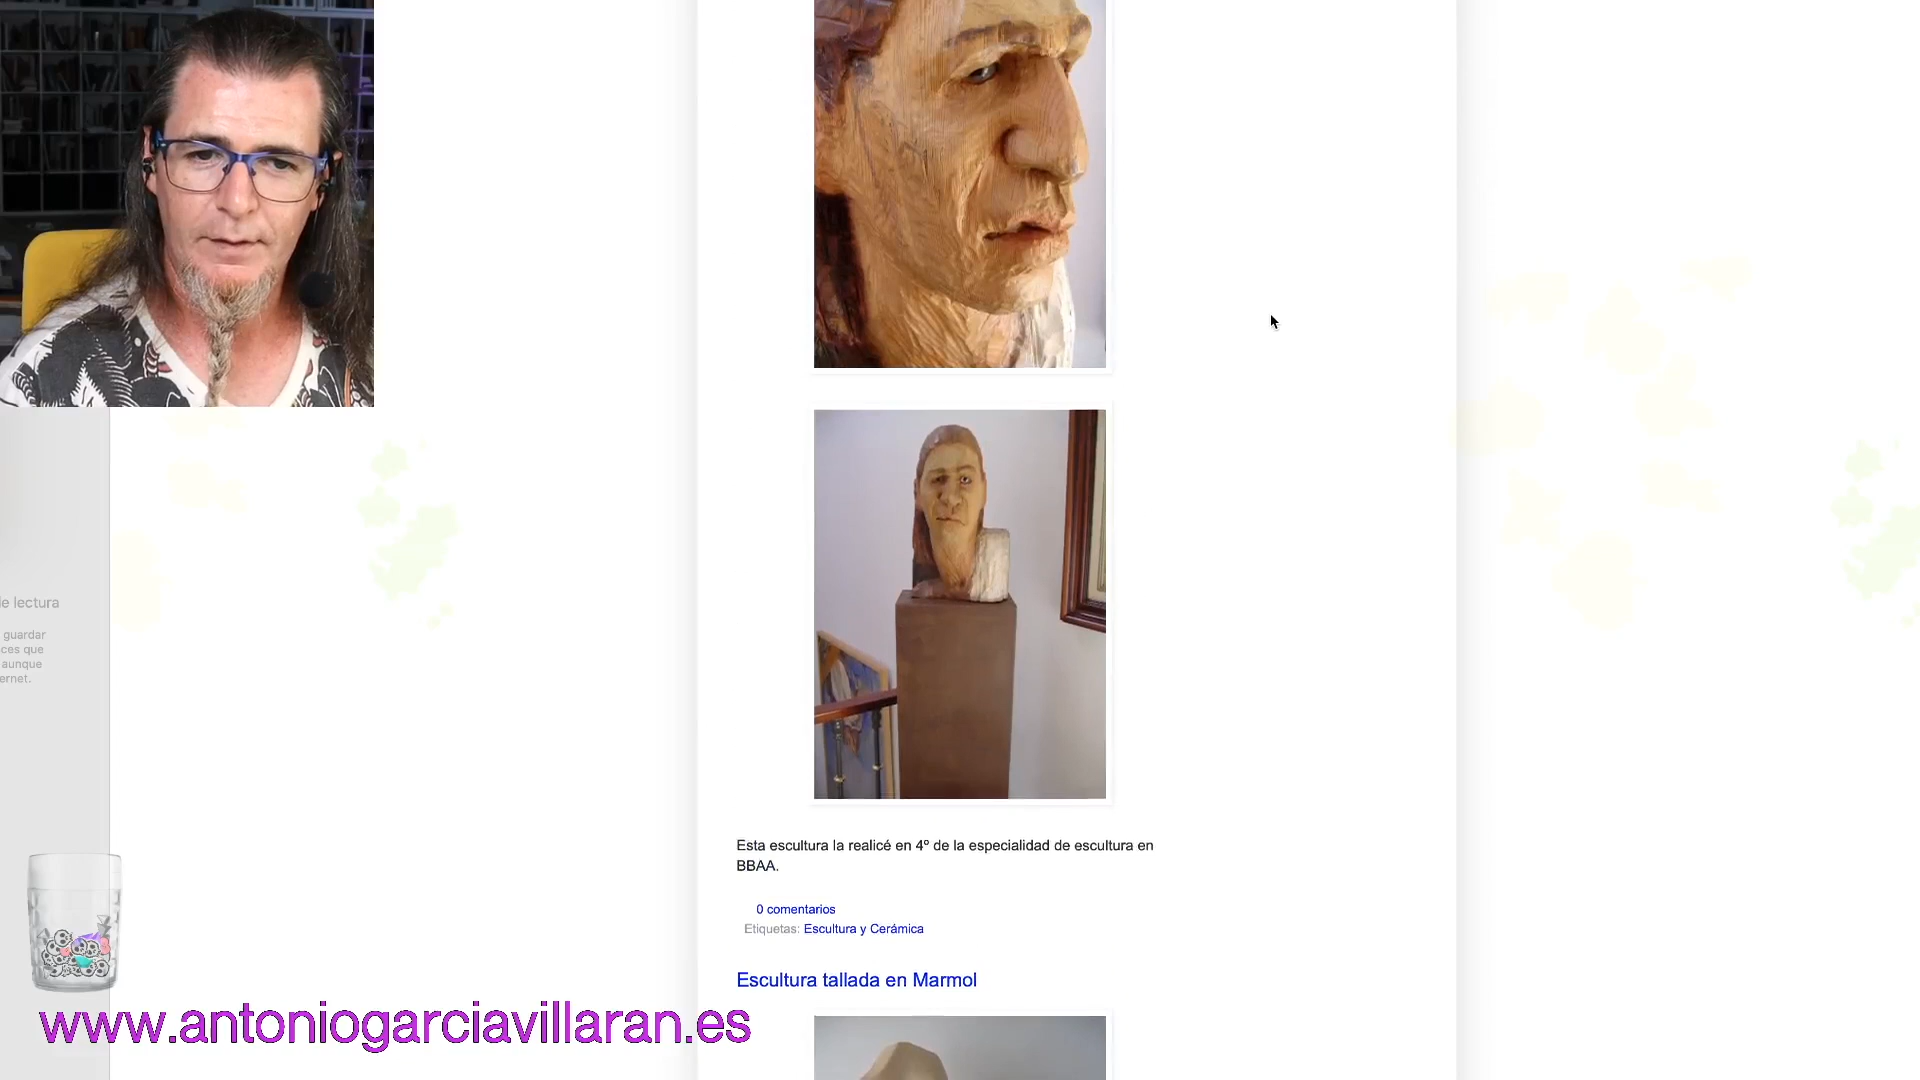 e lectura
guardar
ces que
aunque
ernet.
Esta escultura la realicé en 4º de la especialidad de escultura en
BBAA.
0 comentarios
Etiquetas: Escultura y Cerámica
Escultura tallada en Marmol
www.antoniogarciavillaran.es